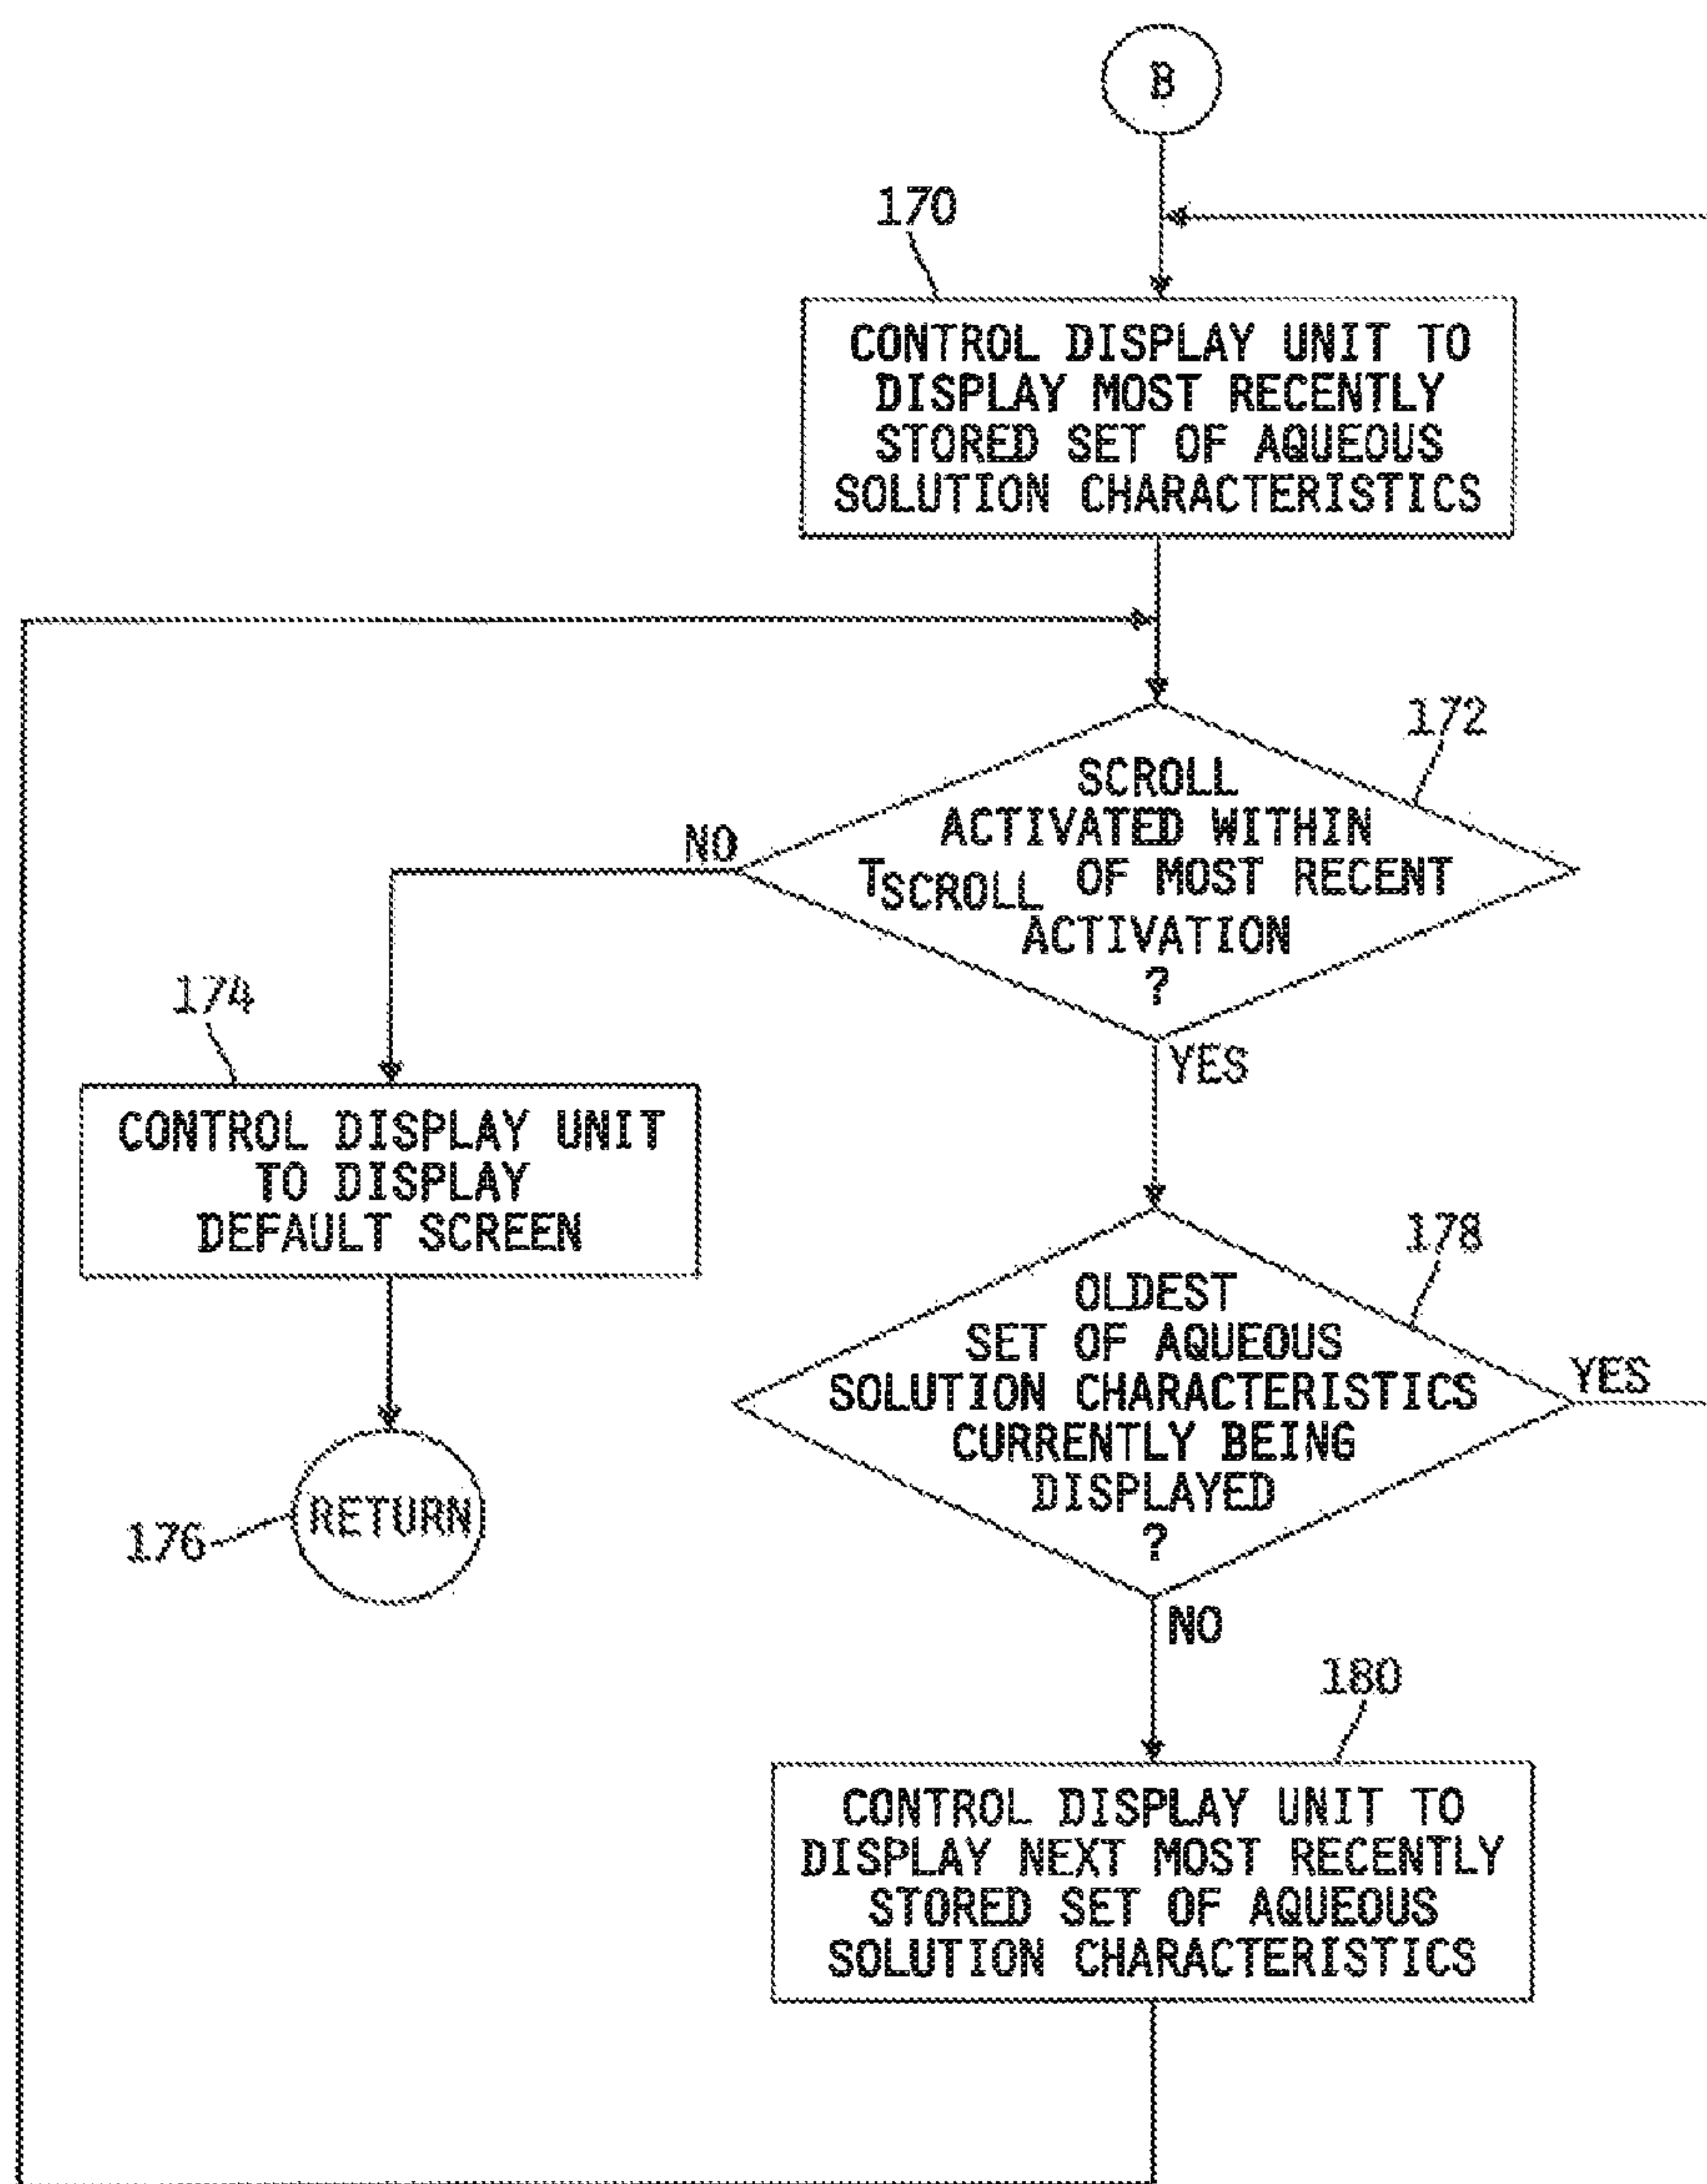 B
170
CONTROL DISPLAY UNIT TO
DISPLAY MOST RECENTLY
STORED SET OF AQUEOUS
SOLUTION CHARACTERISTICS
172
SCROLL
ACTIVATED WITHIN
TSCROLL OF MOST RECENT
ACTIVATION
?
NO
YES
174
CONTROL DISPLAY UNIT
TO DISPLAY
DEFAULT SCREEN
176
RETURN
178
OLDEST
SET OF AQUEOUS
SOLUTION CHARACTERISTICS
CURRENTLY BEING
DISPLAYED
?
YES
NO
180
CONTROL DISPLAY UNIT TO
DISPLAY NEXT MOST RECENTLY
STORED SET OF AQUEOUS
SOLUTION CHARACTERISTICS